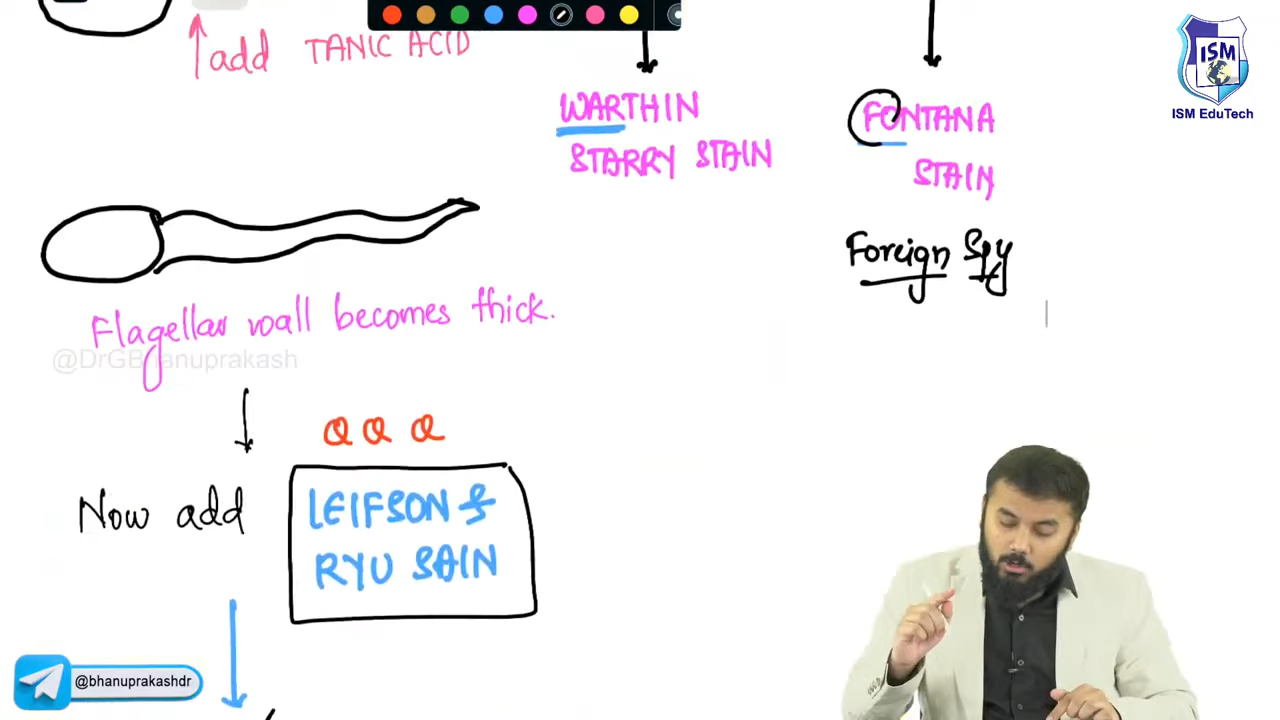 add TANIC ACID
WARTHIN
STARRY STAIN
FONTANA
STAIN
Foreign Spy
Flagellar wall becomes thick.
@DrGBhanuprakash
Q Q Q
Now add
LEIFSON &
RYU SAIN
@bhanuprakashdr
ISM
ISM EduTech